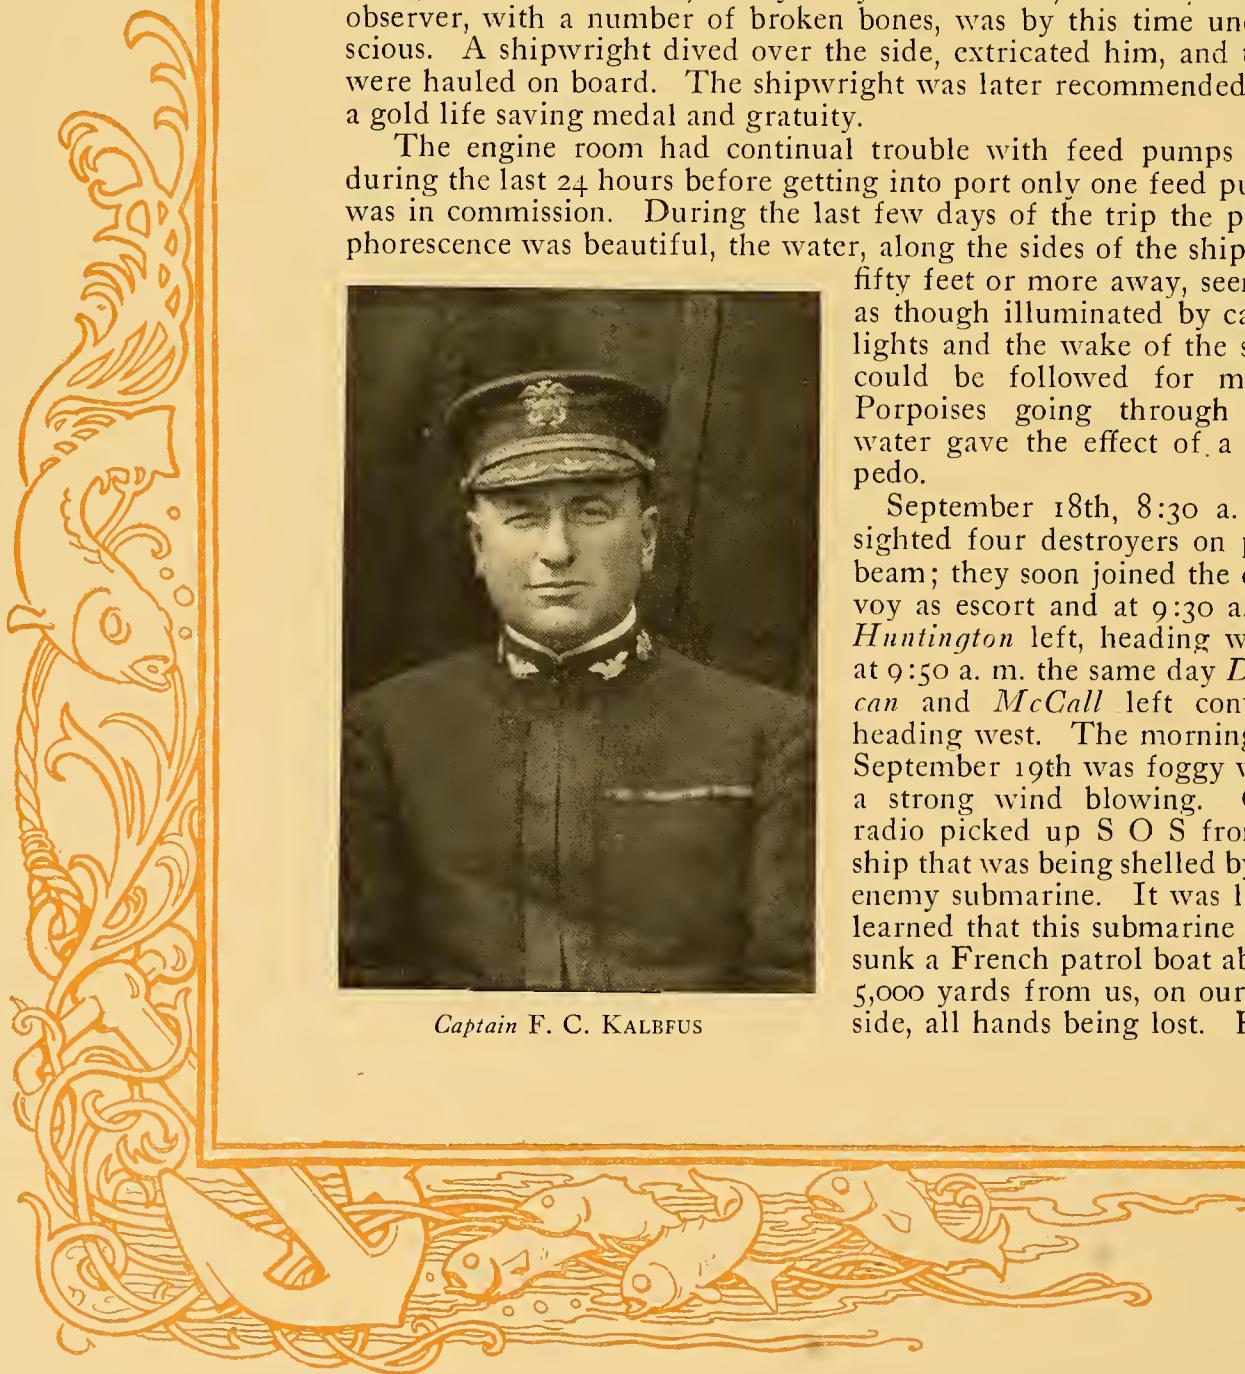 observer, with a number of broken bones, was by this time un
scious. A shipwright dived over the side, extricated him, and
were hauled on board. The shipwright was later recommended
a gold life saving medal and gratuity.
The engine room had continual trouble with feed pumps
during the last 24 hours before getting into port only one feed pu
was in commission. During the last few days of the trip the p
phorescence was beautiful, the water, along the sides of the ship
fifty feet or more away, see
as though illuminated by ca
lights and the wake of the s
could be followed for m
Porpoises going through
water gave the effect of a
pedo.
September 18th, 8:30 a.
sighted four destroyers on p
beam; they soon joined the c
voy as escort and at 9:30 a.
Huntington left, heading w
at 9:50 a. m. the same day D
can and McCall left con
heading west. The morning
September 19th was foggy w
a strong wind blowing.
radio picked up S O S fro
ship that was being shelled by
enemy submarine. It was l
learned that this submarine
sunk a French patrol boat ab
5,000 yards from us, on our
side, all hands being lost.
Captain F. C. KALBFUS